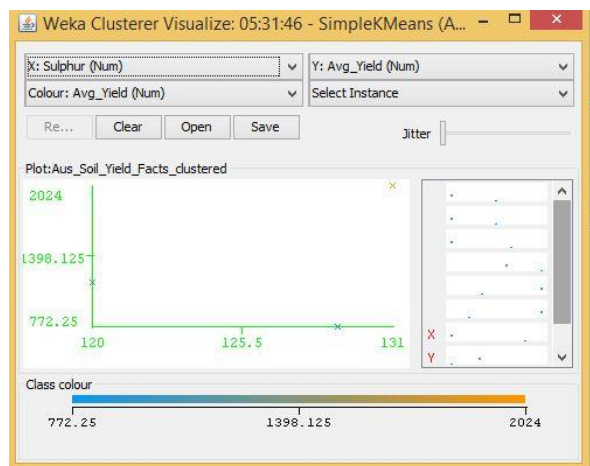 Weka Clusterer Visualize: 05:31:46 - SimpleKMeans (A...
X: Sulphur (Num)
Y: Avg_Yield (Num)
Colour: Avg_Yield (Num)
Select Instance
Re...
Clear
Open
Save
Jitter
Plot:Aus_Soil_Yield_Facts_clustered
2024
1398.125
772.25
120
125.5
131
X
Y
Class colour
772.25
1398.125
2024